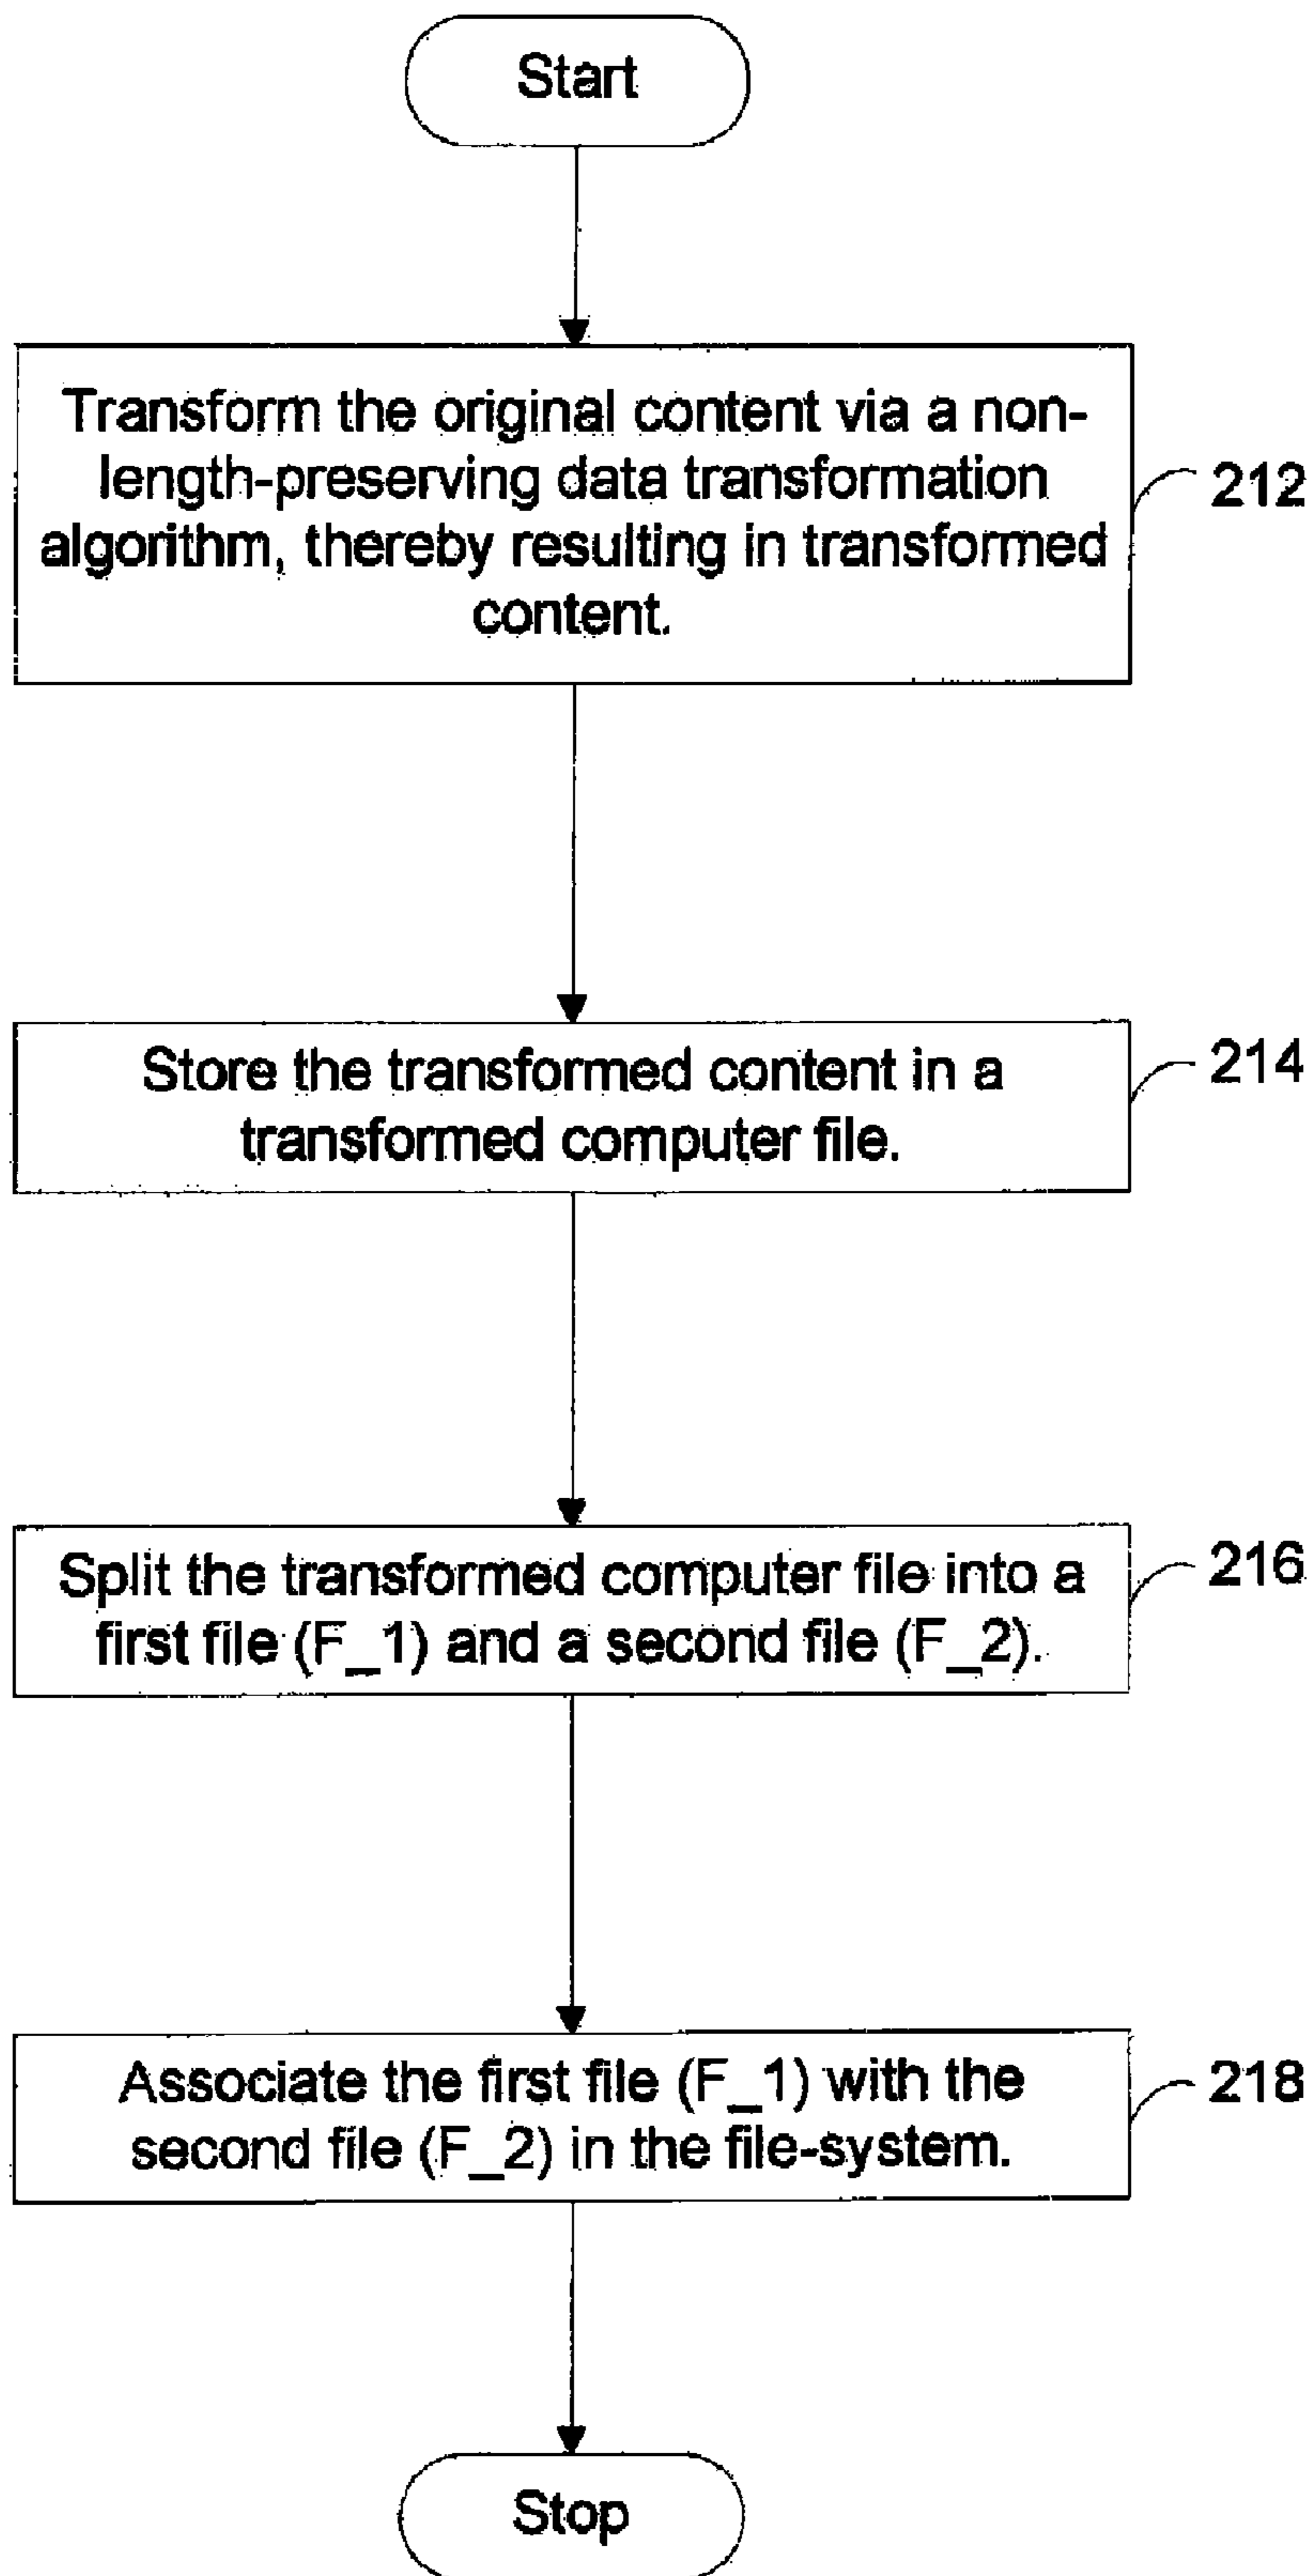 Start
Transform the original content via a non-
length-preserving data transformation
algorithm, thereby resulting in transformed
content.
212
Store the transformed content in a
transformed computer file.
214
Split the transformed computer file into a
first file (F_1) and a second file (F_2).
216
Associate the first file (F_1) with the
second file (F_2) in the file-system.
218
Stop